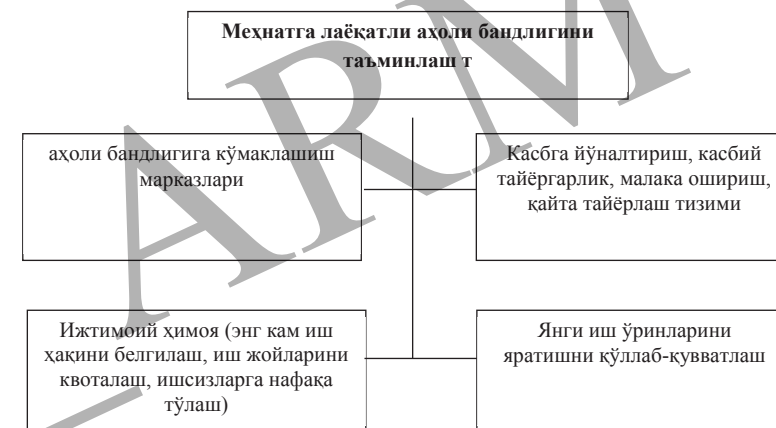 Меҳнатга лаёқатли аҳоли бандлигини
таъминлаш т
аҳоли бандлигига кўмаклашиш
марказлари
Касбга йўналтириш, касбий
тайёргарлик, малака ошириш,
қайта тайёрлаш тизими
Ижтимоий ҳимоя (энг кам иш
ҳақини белгилаш, иш жойларини
квоталаш, ишсизларга нафақа
тўлаш)
Янги иш ўринларини
яратишни қўллаб-қувватлаш
ARM